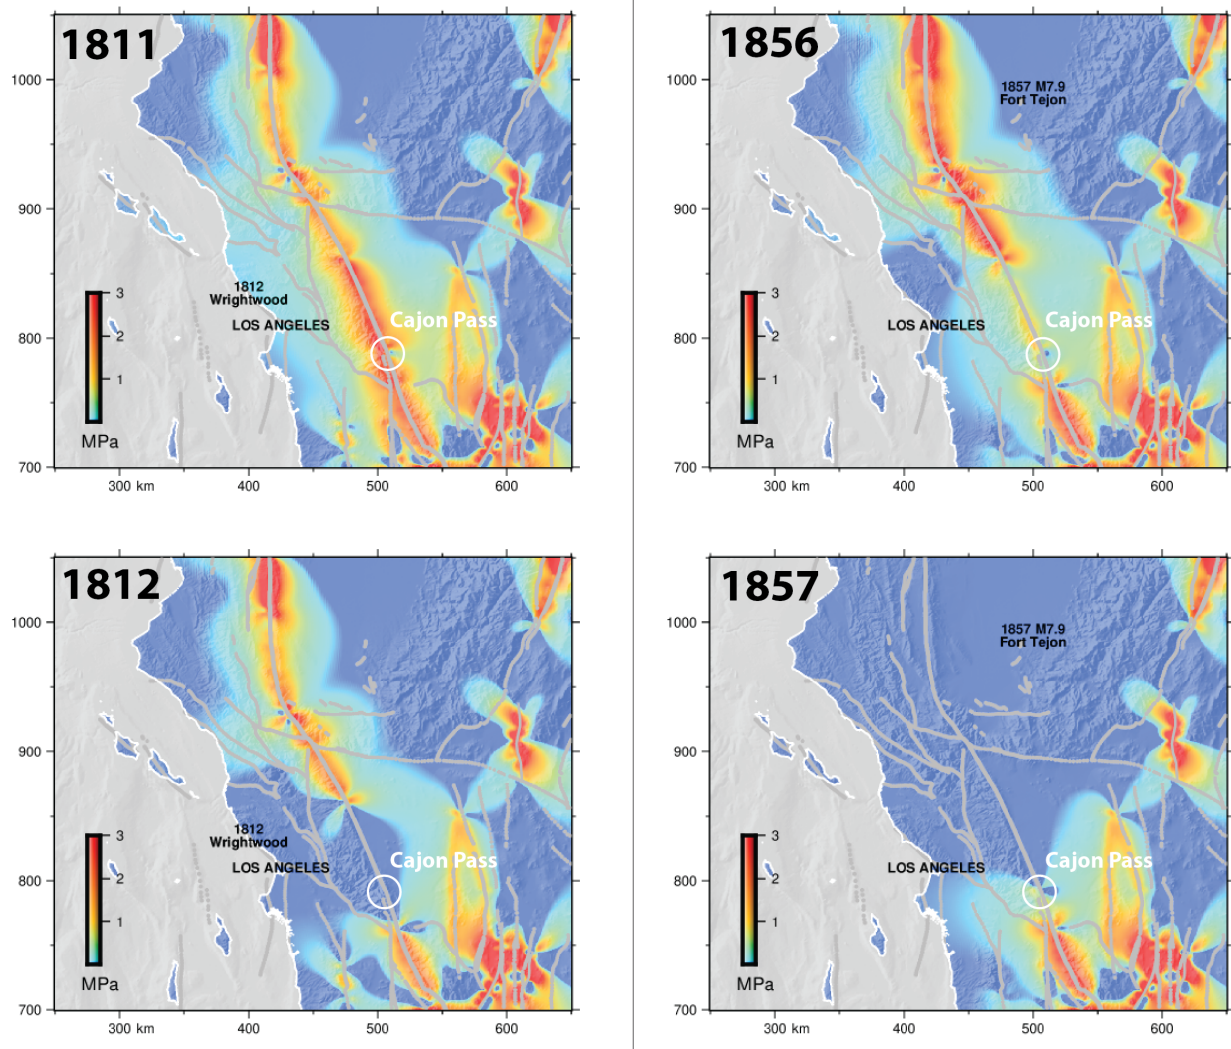 1811
1000
900
800
700
1812
Wrightwood
LOS ANGELES
Cajon Pass
3
2
1
MPa
300 km
400
500
600
1856
1000
900
800
700
1857 M7.9
Fort Tejon
LOS ANGELES
Cajon Pass
3
2
1
MPa
300 km
400
500
600
1812
1000
900
800
700
1812
Wrightwood
LOS ANGELES
Cajon Pass
3
2
1
MPa
300 km
400
500
600
1857
1000
900
800
700
1857 M7.9
Fort Tejon
LOS ANGELES
Cajon Pass
3
2
1
MPa
300 km
400
500
600